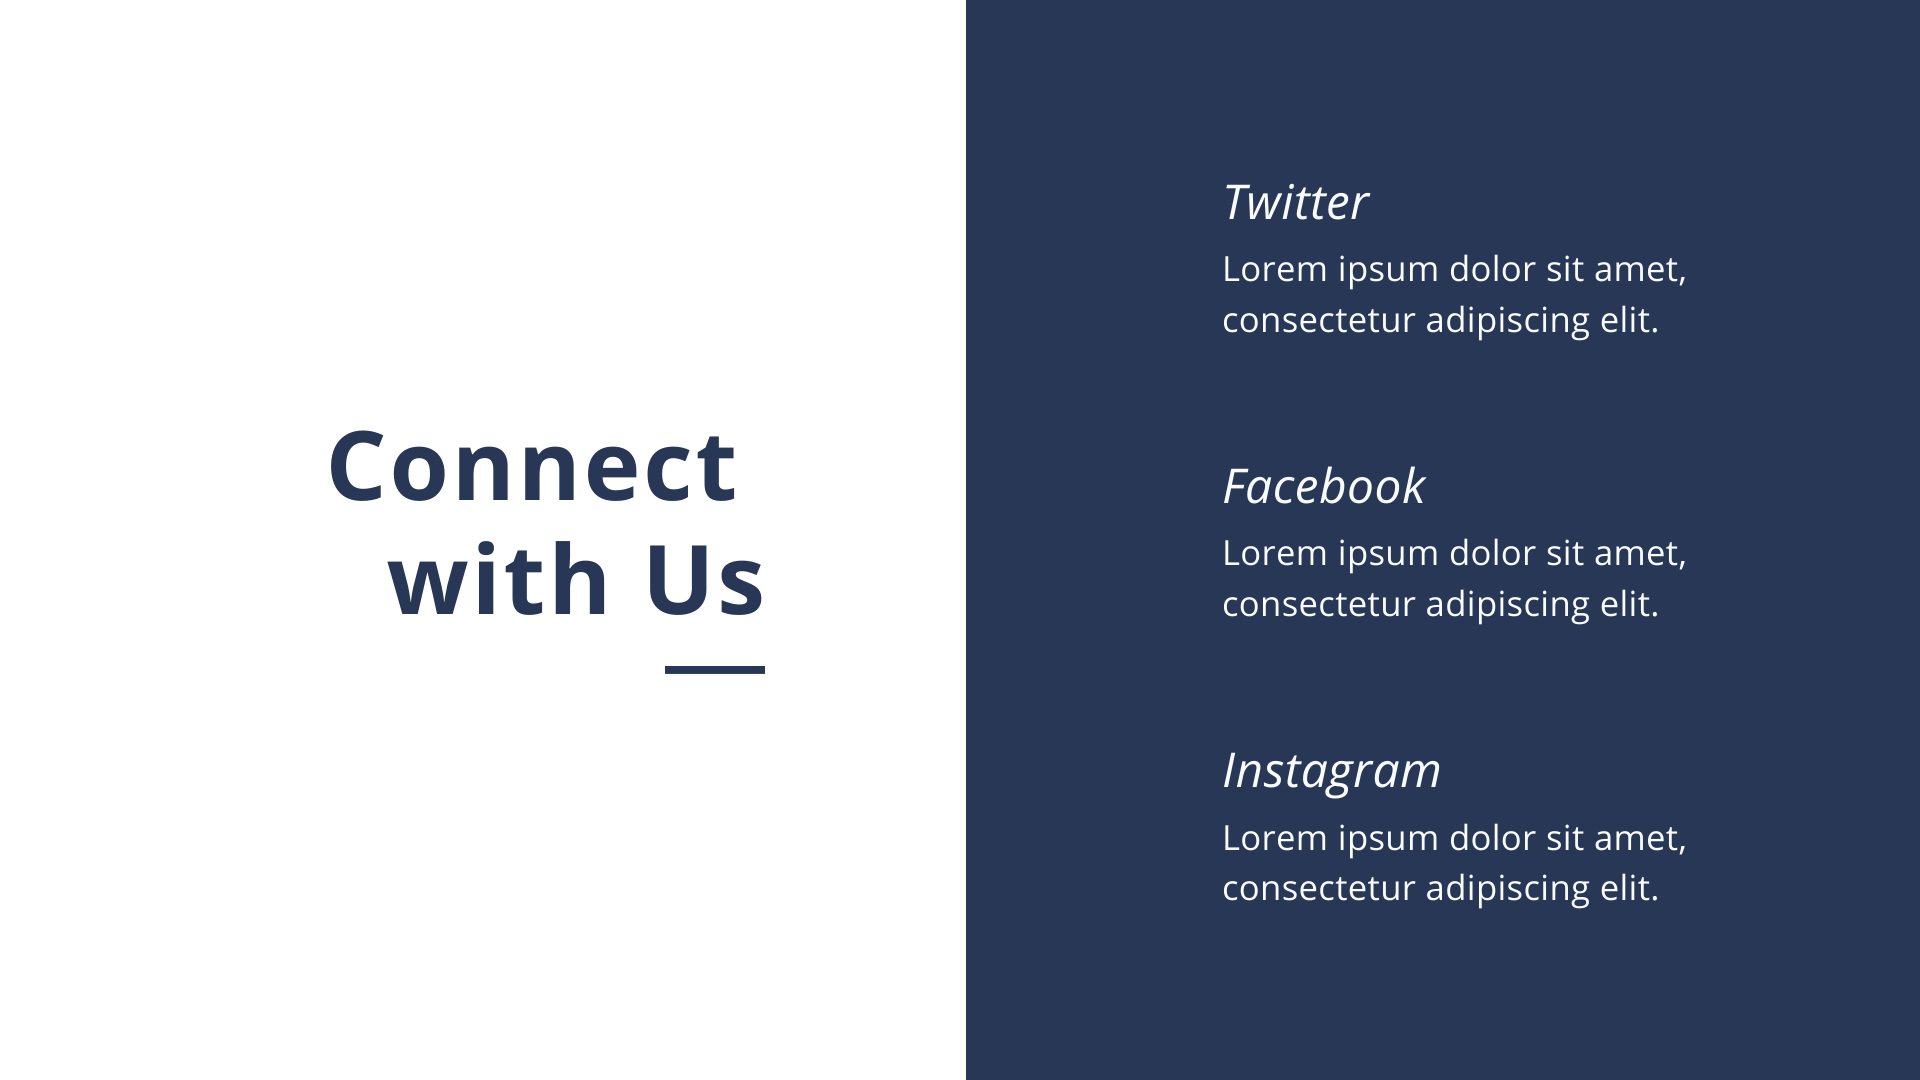 Connect
with Us
Twitter
Lorem ipsum dolor sit amet,
consectetur adipiscing elit.
Facebook
Lorem ipsum dolor sit amet,
consectetur adipiscing elit.
Instagram
Lorem ipsum dolor sit amet,
consectetur adipiscing elit.